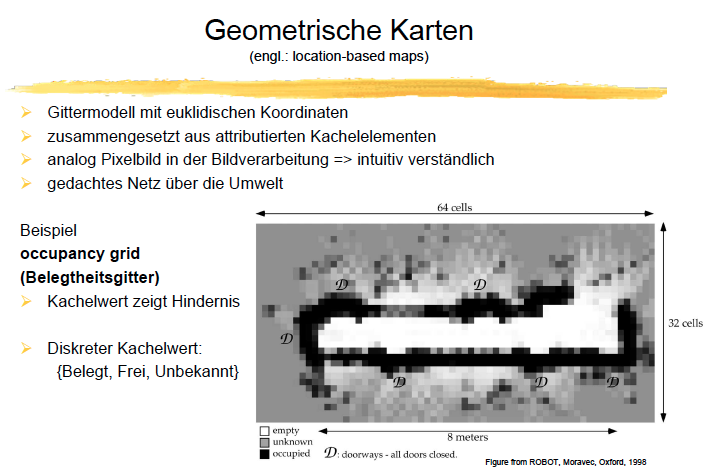 Geometrische Karten
(engl.: location-based maps)
Gittermodell mit euklidischen Koordinaten
zusammengesetzt aus attributierten Kachelelementen
analog Pixelbild in der Bildverarbeitung => intuitiv verständlich
gedachtes Netz über die Umwelt
Beispiel
occupancy grid
(Belegtheitsgitter)
Kachelwert zeigt Hindernis
Diskreter Kachelwert:
{Belegt, Frei, Unbekannt}
64 cells
D
D
D
32 cells
D
D
D
8 meters
empty
unknown
occupied
D: doorways - all doors closed.
Figure from ROBOT, Moravec, Oxford, 1998